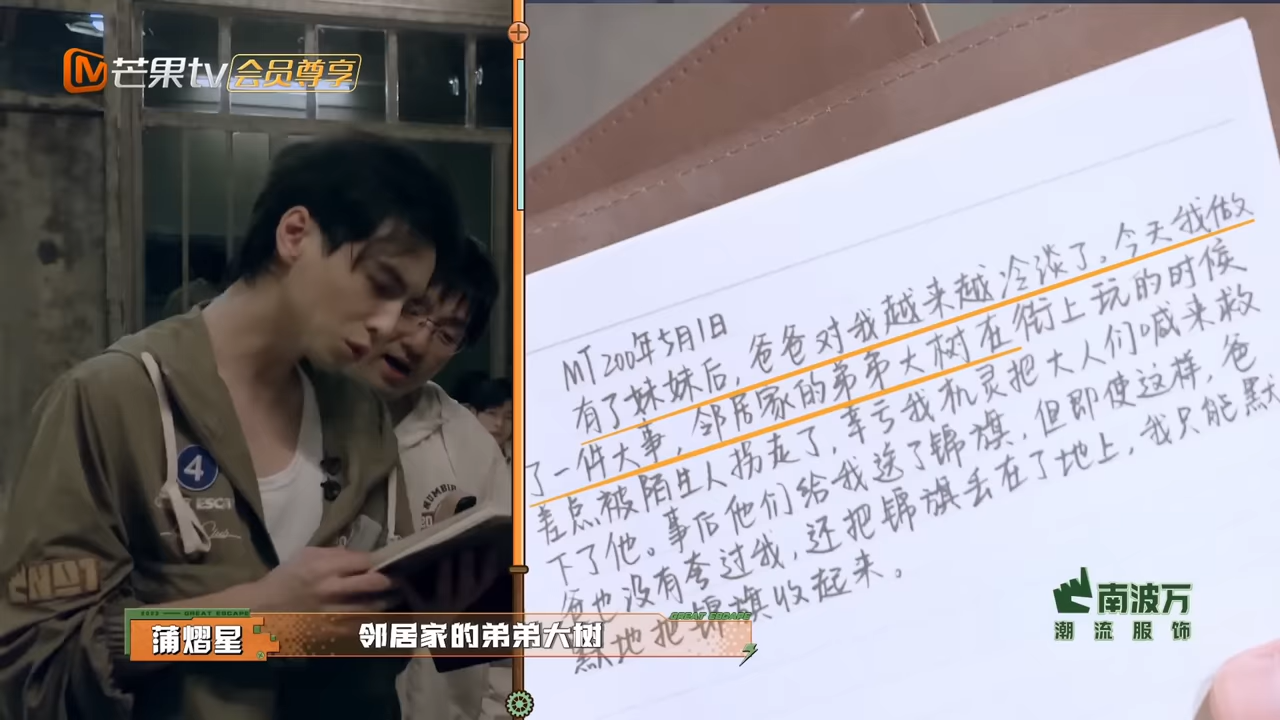 芒果tv 会员尊享
MT 2000年5月1日
有了妹妹后，爸爸对我越来越冷淡了。今天我做
了一件大事，邻居家的弟弟大树在街上玩的时候
差点被陌生人拐走了，幸亏我机灵把大人们喊来救
下了他。事后他们给我送了锦旗，但即使这样，爸
爸也没有夸过我，还把锦旗丢在了地上，我只能默
默地把锦旗收起来。
4
NUMBER
GREAT ESCAPE
GREAT ESCAPE
蒲熠星
邻居家的弟弟大树
南波万
潮流服饰